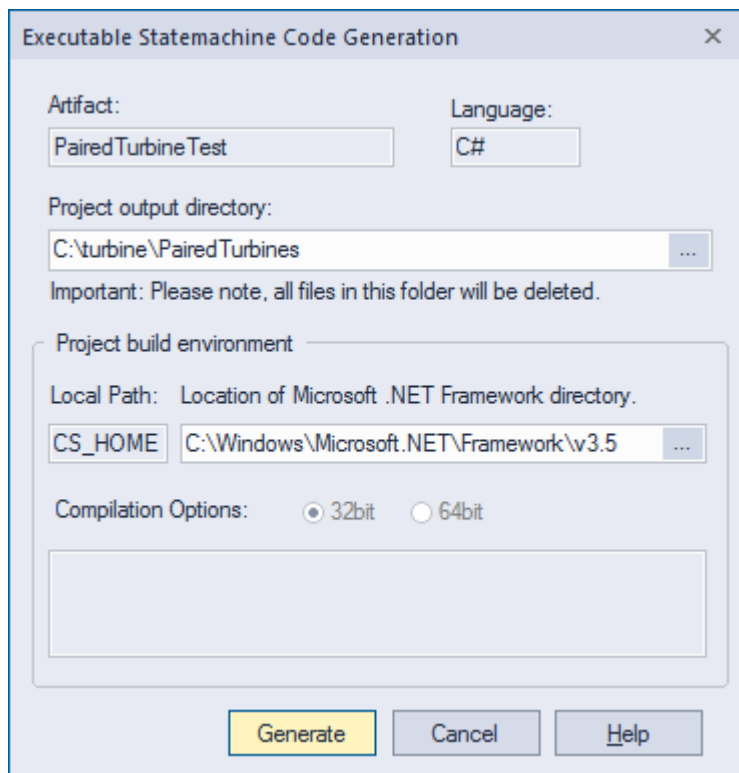 Executable Statemachine Code Generation
Artifact:
Language:
PairedTurbineTest
C#
Project output directory:
C:\turbine\PairedTurbines
...
Important: Please note, all files in this folder will be deleted.
Project build environment
Local Path: Location of Microsoft .NET Framework directory.
CS_HOME C:\Windows\Microsoft.NET\Framework\v3.5 ...
Compilation Options: 32bit 64bit
Generate Cancel Help